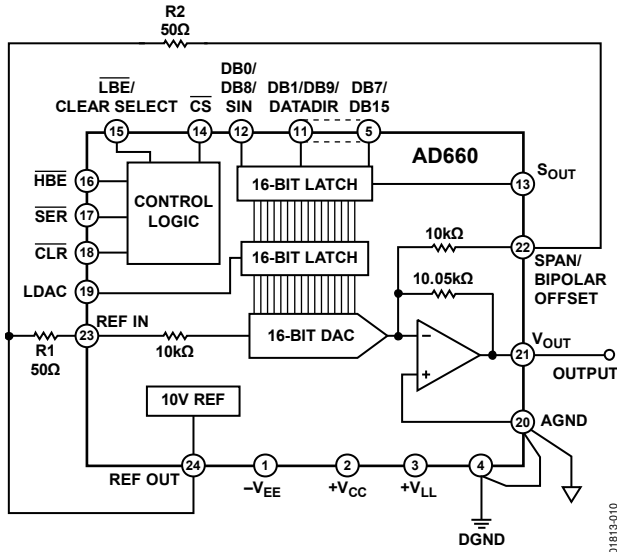 R2
50Ω
DB0/
LBE/ DB8/ DB1/DB9/ DB7/
CLEAR SELECT CS SIN DATADIR DB15
15 14 12 11 5 AD660
HBE 16 SOUT
16-BIT LATCH 13
SER 17 CONTROL
LOGIC 10kΩ
CLR 18 22
SPAN/
16-BIT LATCH 10.05kΩ BIPOLAR
LDAC 19 OFFSET
REF IN
23 16-BIT DAC − VOUT
R1 10kΩ 21
50Ω OUTPUT
+
10V REF AGND
20
24 1 2 3 4
REF OUT −VEE +VCC +VLL
DGND
01813-010